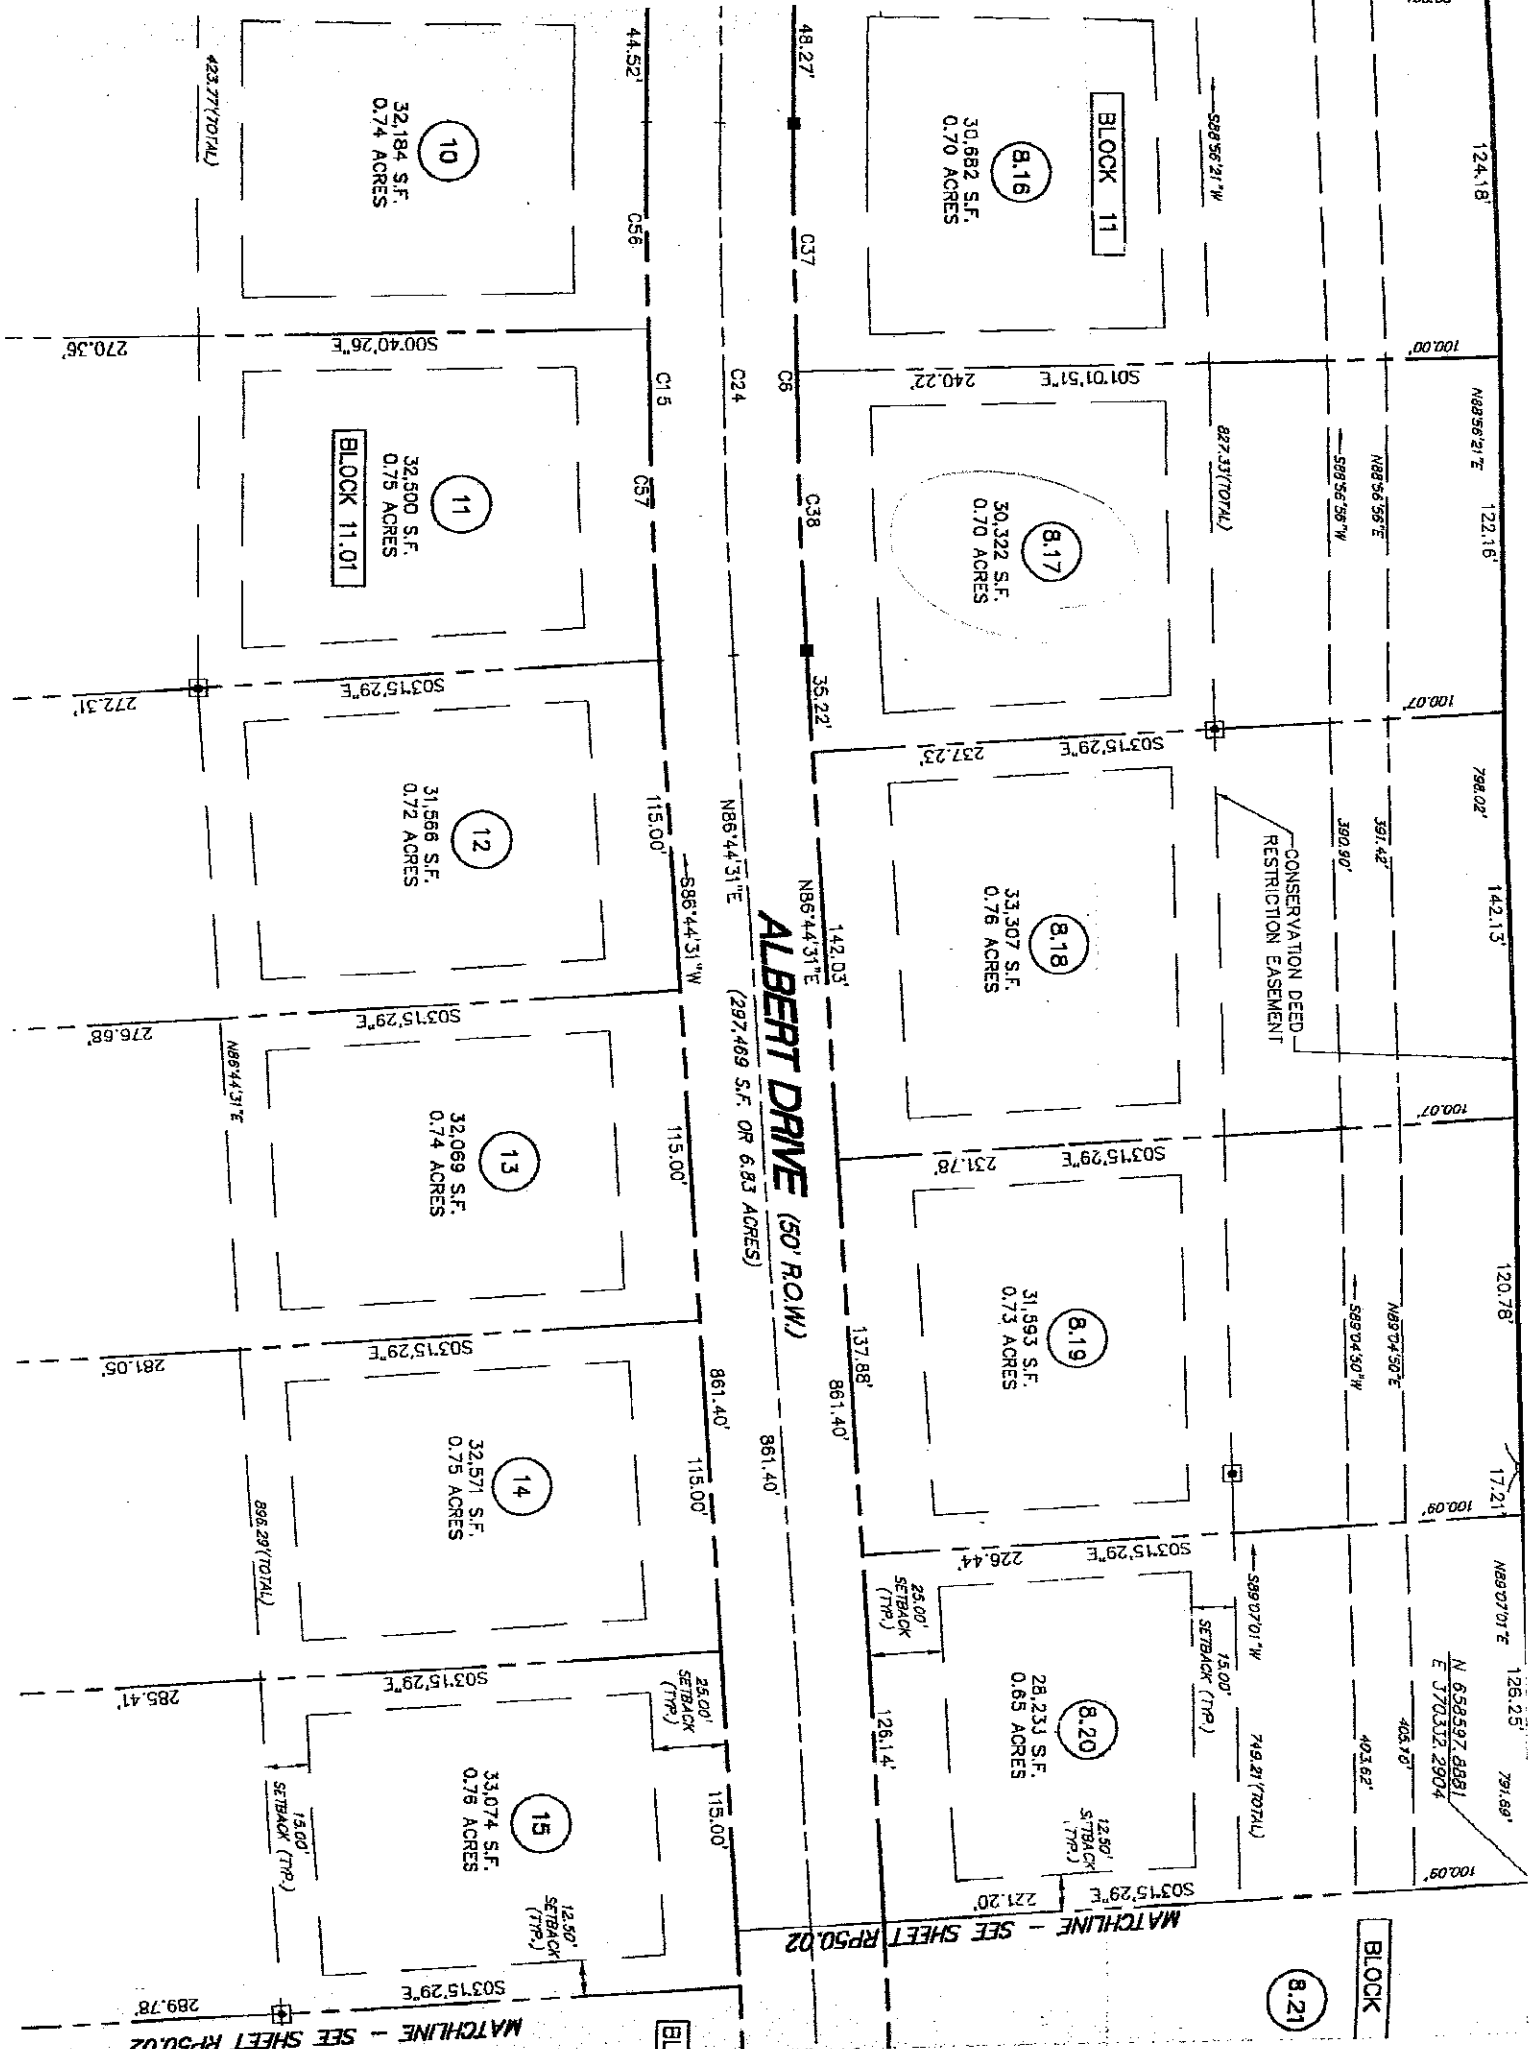 124.18'
N88°56'21"E
122.16'
798.02'
142.13'
120.78'
17.21'
N89°07'01"E
126.25'
791.89'
100.00'
100.07'
100.07'
100.09'
100.09'
N88°56'56"E
391.42'
N89°04'50"E
405.10'
N 658597.8881
E 370332.2904
S88°56'56"W
390.90'
S89°04'50"W
403.62'
CONSERVATION DEED
RESTRICTION EASEMENT
S88°56'21"W
827.33'(TOTAL)
S89°07'01"W
749.21'(TOTAL)
15.00'
SETBACK (TYP.)
BLOCK 11
8.16
30,682 S.F.
0.70 ACRES
S01°01'51"E
240.22'
8.17
30,322 S.F.
0.70 ACRES
S03°15'29"E
237.23'
8.18
33,307 S.F.
0.76 ACRES
S03°15'29"E
231.78'
8.19
31,593 S.F.
0.73 ACRES
S03°15'29"E
226.44'
8.20
28,233 S.F.
0.65 ACRES
12.50'
SETBACK
(TYP.)
S03°15'29"E
221.20'
25.00'
SETBACK
(TYP.)
MATCHLINE - SEE SHEET RP50.02
BLOCK
8.21
48.27'
C37
C6
C38
35.22'
142.03'
N86°44'31"E
137.88'
861.40'
126.14'
ALBERT DRIVE (50' R.O.W.)
(297,469 S.F. OR 6.83 ACRES)
C24
N86°44'31"E
861.40'
44.52'
C56
C15
C57
115.00'
S86°44'31"W
115.00'
861.40'
115.00'
115.00'
10
32,184 S.F.
0.74 ACRES
S00°40'26"E
270.36'
11
32,500 S.F.
0.75 ACRES
BLOCK 11.01
S03°15'29"E
272.31'
12
31,566 S.F.
0.72 ACRES
S03°15'29"E
276.68'
13
32,069 S.F.
0.74 ACRES
S03°15'29"E
281.05'
14
32,571 S.F.
0.75 ACRES
S03°15'29"E
285.41'
25.00'
SETBACK
(TYP.)
15
33,074 S.F.
0.76 ACRES
12.50'
SETBACK
(TYP.)
15.00'
SETBACK (TYP.)
S03°15'29"E
289.78'
423.77'(TOTAL)
N86°44'31"E
896.29'(TOTAL)
MATCHLINE - SEE SHEET RP50.02
BL